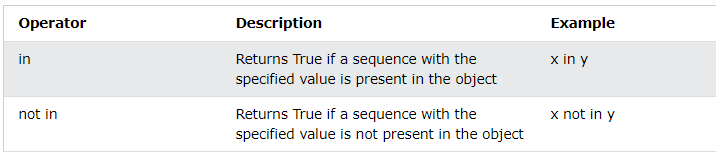 Operator Description Example
in Returns True if a sequence with the x in y
specified value is present in the object
not in Returns True if a sequence with the x not in y
specified value is not present in the object